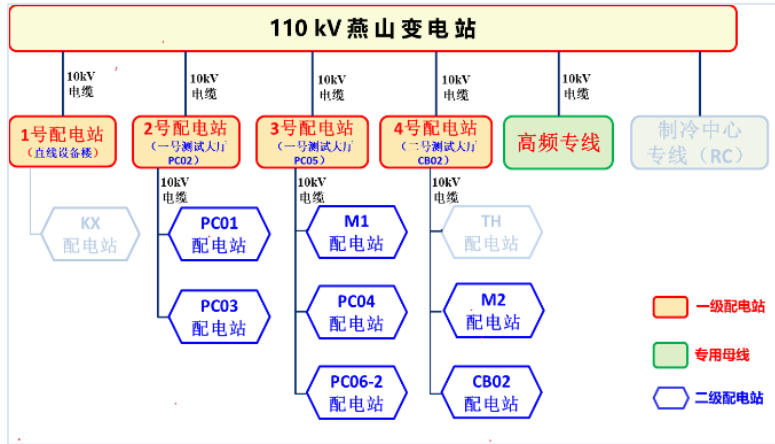 110 kV 燕山变电站
10kV
电缆
10kV
电缆
10kV
电缆
10kV
电缆
10kV
电缆
1号配电站
（直线设备楼）
2号配电站
（一号测试大厅
PC02）
3号配电站
（一号测试大厅
PC05）
4号配电站
（二号测试大厅
CB02）
高频专线
制冷中心
专线（RC）
10kV
电缆
10kV
电缆
10kV
电缆
KX
配电站
PC01
配电站
M1
配电站
TH
配电站
PC03
配电站
PC04
配电站
M2
配电站
PC06-2
配电站
CB02
配电站
一级配电站
专用母线
二级配电站